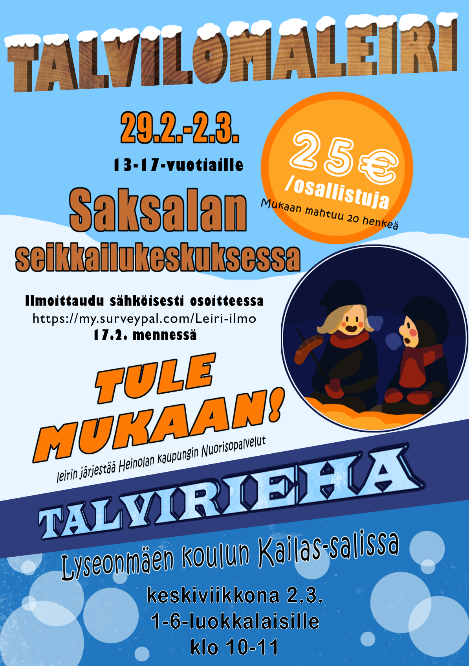 TALVILOMALEIRI
29.2.-2.3.
13-17-vuotiaille
25€
/osallistuja
Mukaan mahtuu 20 henkeä
Saksalan
seikkailukeskuksessa
Ilmoittaudu sähköisesti osoitteessa
https://my.surveypal.com/Leiri-ilmo
17.2. mennessä
TULE
MUKAAN!
leirin järjestää Heinolan kaupungin Nuorisopalvelut
TALVIRIEHA
Lyseonmäen koulun Kailas-salissa
keskiviikkona 2.3.
1-6-luokkalaisille
klo 10-11